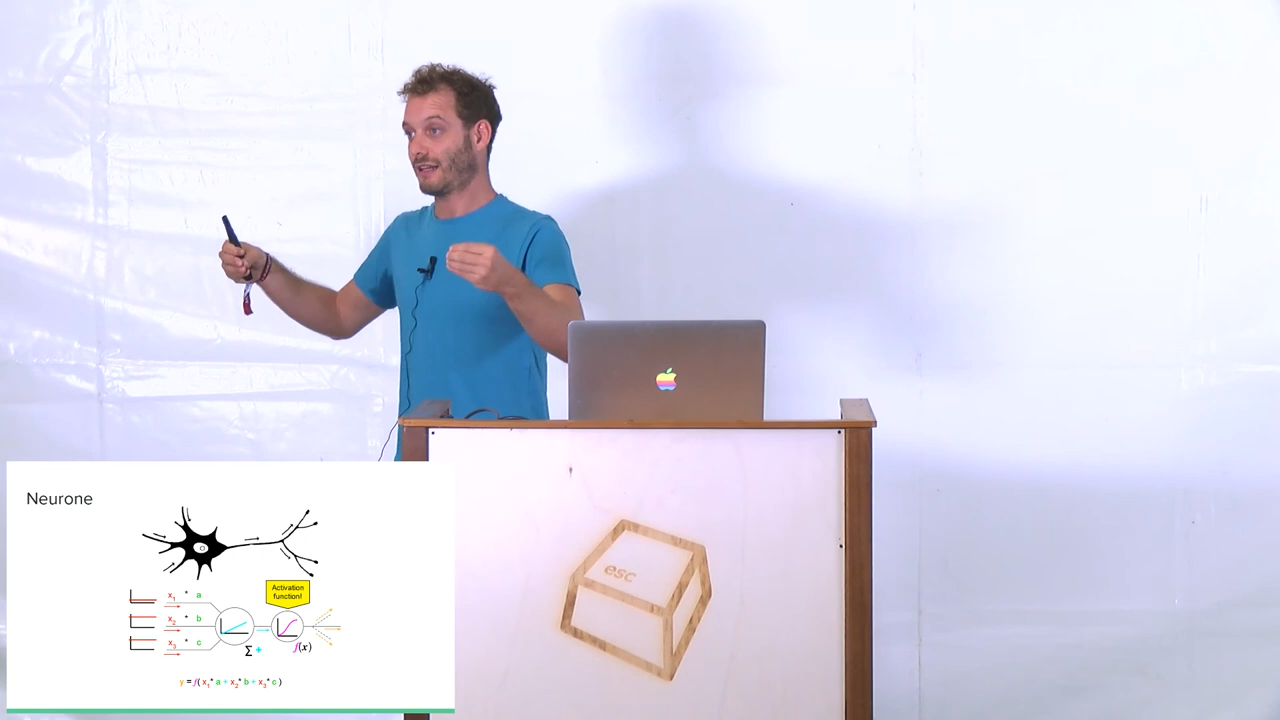 esc
Neurone
Activation
function!
x1 * a
x2 * b
x3 * c
∑ +
f(x)
y = f( x1* a + x2* b + x3* c )